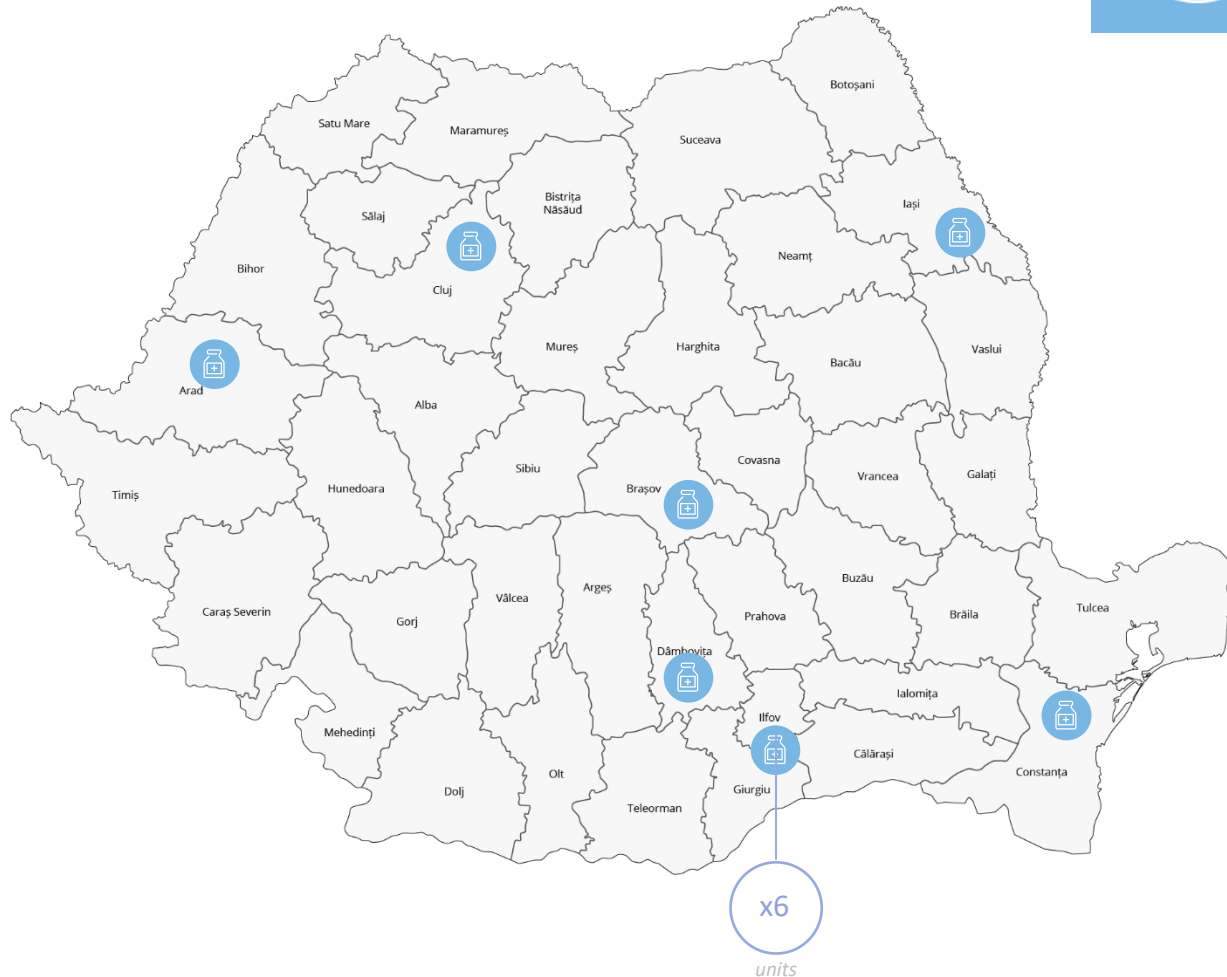 Botoșani
Satu Mare
Maramureș
Suceava
Bistrița
Năsăud
Iași
Sălaj
Neamț
Bihor
Cluj
Mureș
Harghita
Vaslui
Bacău
Arad
Alba
Covasna
Sibiu
Vrancea
Galați
Brașov
Hunedoara
Timiș
Buzău
Argeș
Vâlcea
Tulcea
Caraș Severin
Brăila
Prahova
Gorj
Dâmbovița
Ialomița
Ilfov
Mehedinți
Călărași
Constanța
Olt
Giurgiu
Dolj
Teleorman
x6
units